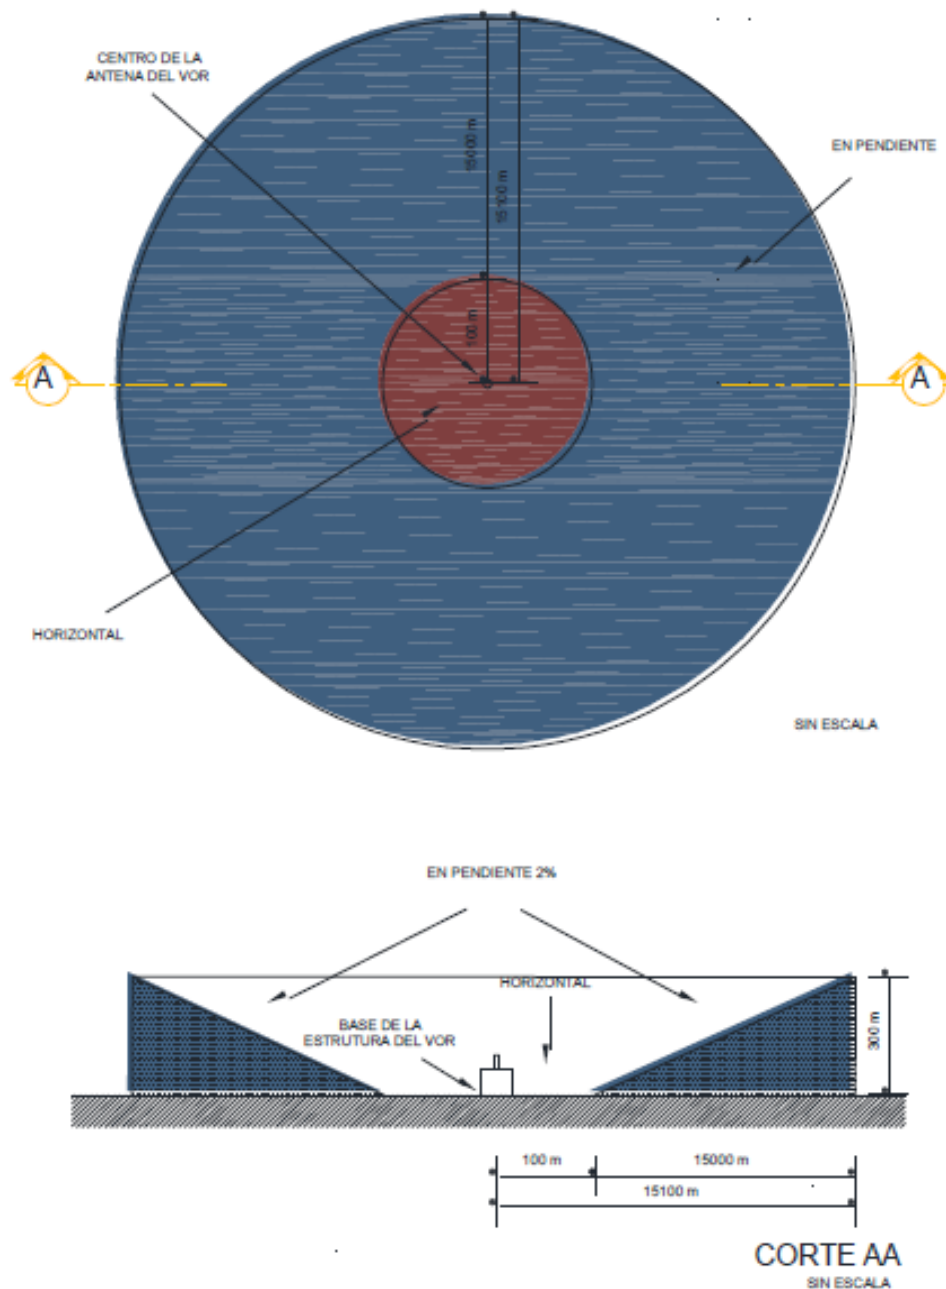 CENTRO DE LA
ANTENA DEL VOR
EN PENDIENTE
15000 m
15100 m
100 m
A
A
HORIZONTAL
SIN ESCALA
EN PENDIENTE 2%
HORIZONTAL
BASE DE LA
ESTRUTURA DEL VOR
300 m
100 m
15000 m
15100 m
CORTE AA
SIN ESCALA